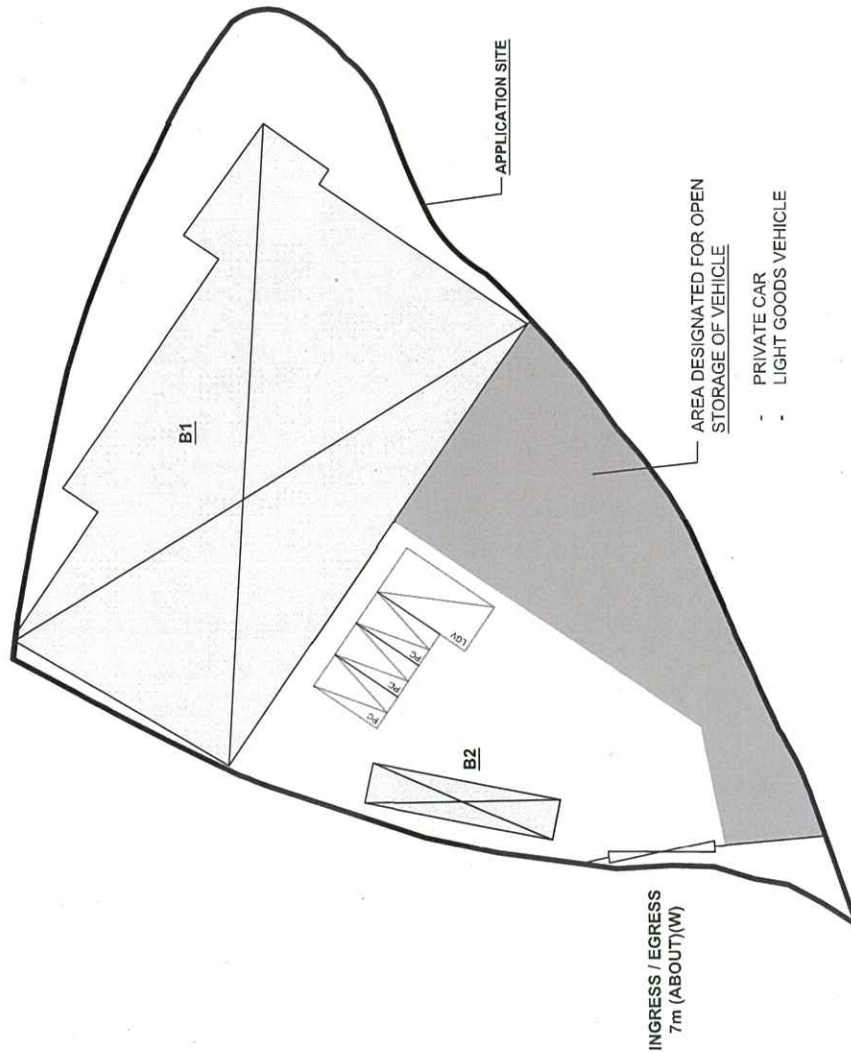 APPLICATION SITE
B1
AREA DESIGNATED FOR OPEN
STORAGE OF VEHICLE
- PRIVATE CAR
- LIGHT GOODS VEHICLE
LGV
PC
PC
PC
B2
INGRESS / EGRESS
7m (ABOUT)(W)